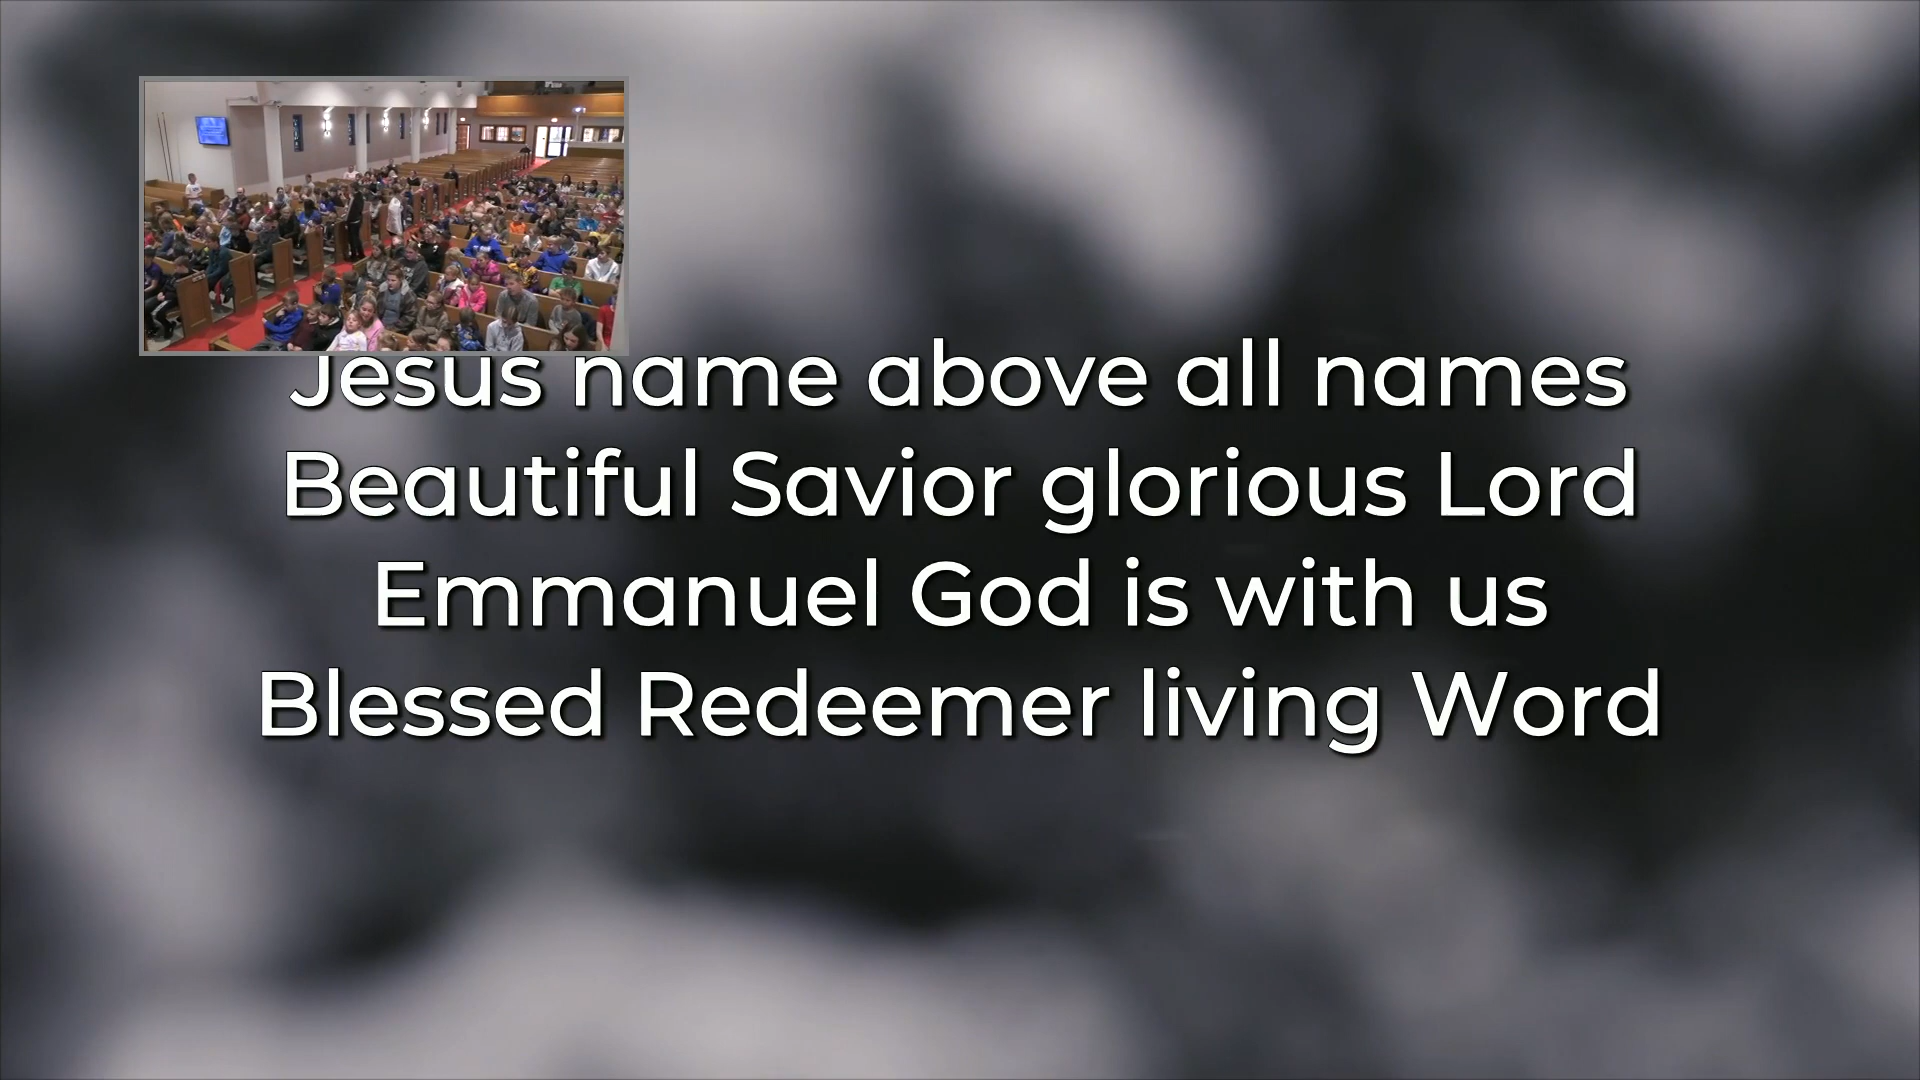 Jesus name above all names
Beautiful Savior glorious Lord
Emmanuel God is with us
Blessed Redeemer living Word